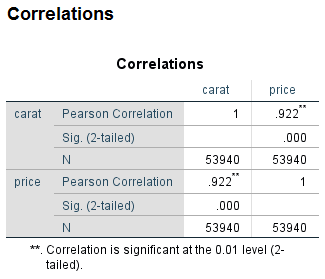 Correlations
Correlations
carat price
carat Pearson Correlation 1 .922**
Sig. (2-tailed) .000
N 53940 53940
price Pearson Correlation .922** 1
Sig. (2-tailed) .000
N 53940 53940
**. Correlation is significant at the 0.01 level (2-
tailed).